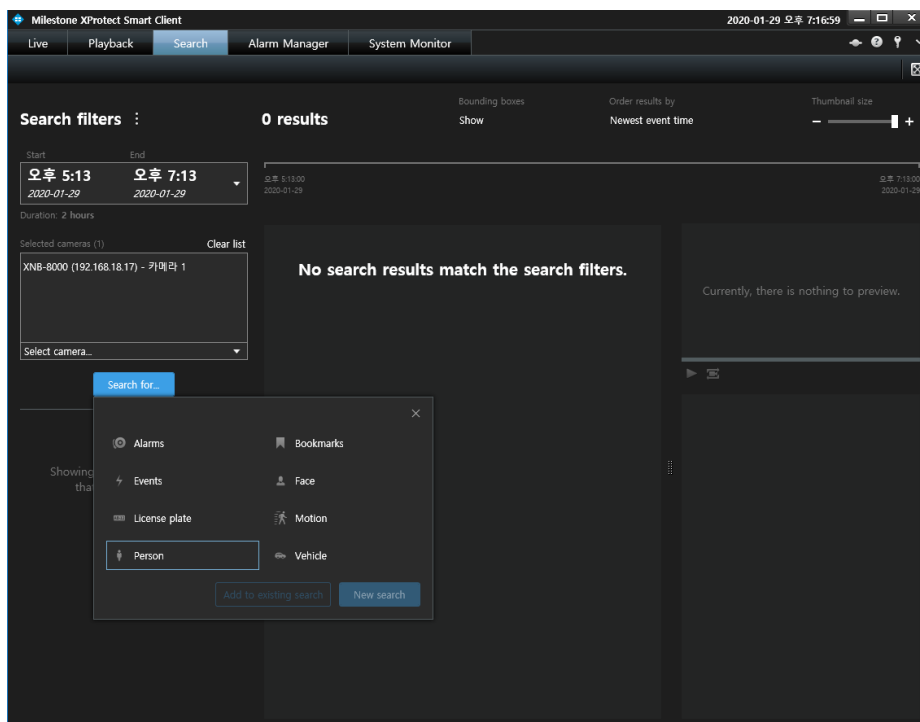 Milestone XProtect Smart Client
2020-01-29 오후 7:16:59
Live
Playback
Search
Alarm Manager
System Monitor
Search filters
0 results
Bounding boxes
Show
Order results by
Newest event time
Thumbnail size
Start
End
오후 5:13
오후 7:13
2020-01-29
2020-01-29
Duration: 2 hours
오후 5:13:00
2020-01-29
오후 7:13:00
2020-01-29
Selected cameras (1)
Clear list
XNB-8000 (192.168.18.17) - 카메라 1
Select camera...
Search for...
No search results match the search filters.
Currently, there is nothing to preview.
Showing
Alarms
Bookmarks
Events
Face
License plate
Motion
Person
Vehicle
Add to existing search
New search